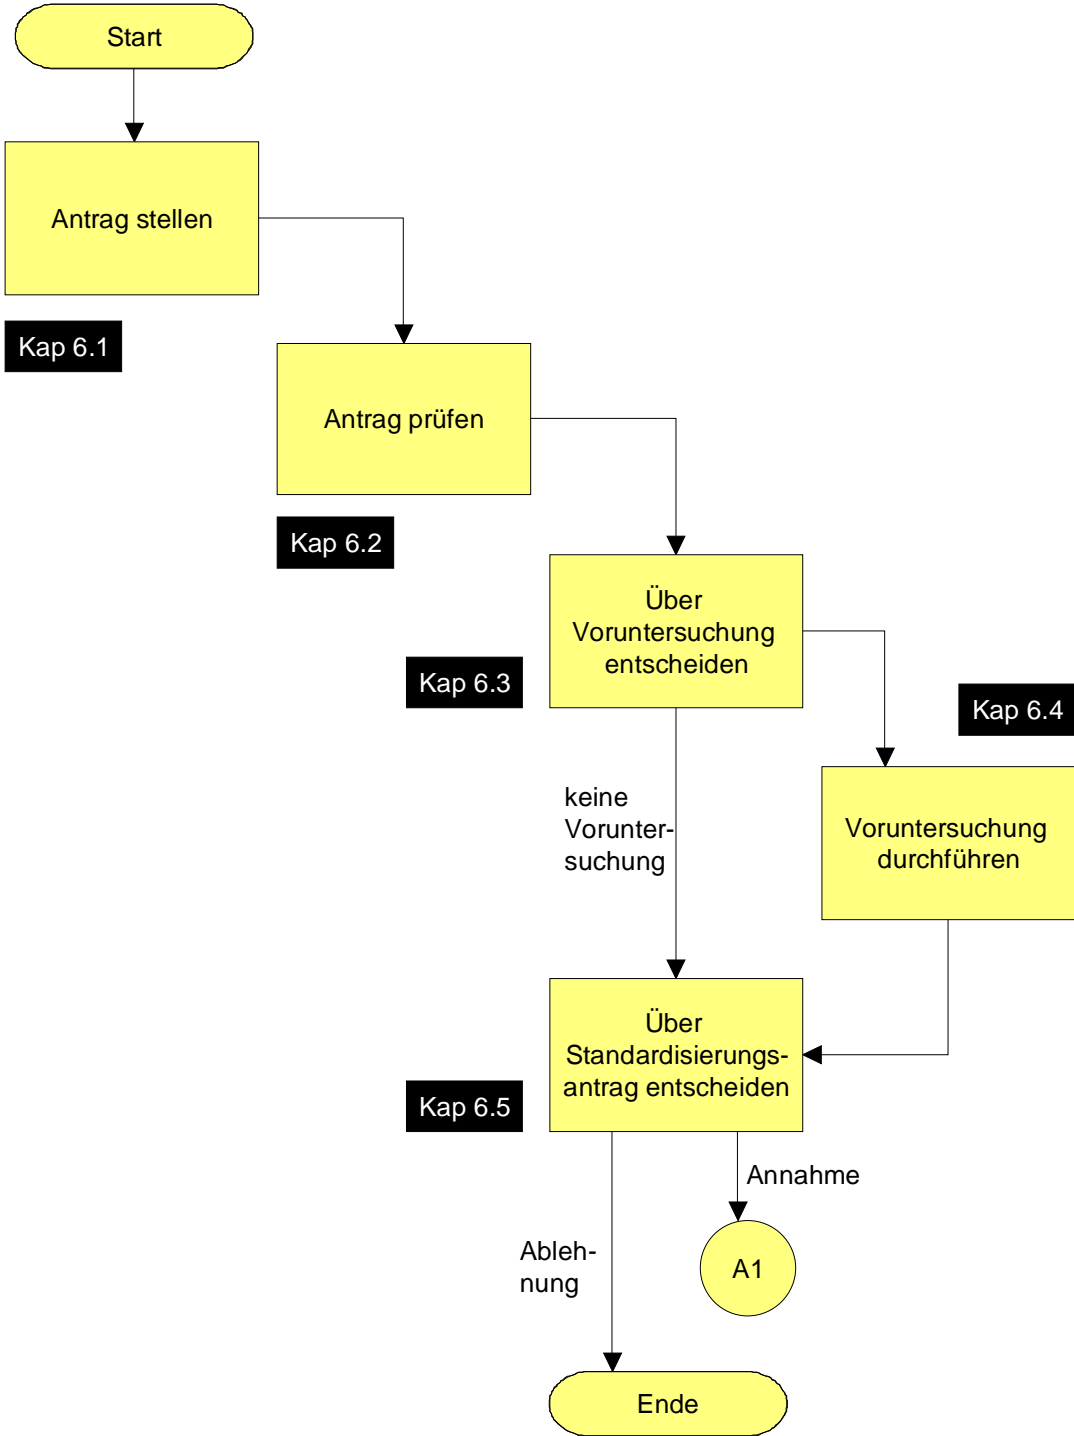 Start
Antrag stellen
Kap 6.1
Antrag prüfen
Kap 6.2
Über
Voruntersuchung
entscheiden
Kap 6.3
Kap 6.4
keine
Vorunter-
suchung
Voruntersuchung
durchführen
Über
Standardisierungs-
antrag entscheiden
Kap 6.5
Annahme
Ableh-
nung
A1
Ende